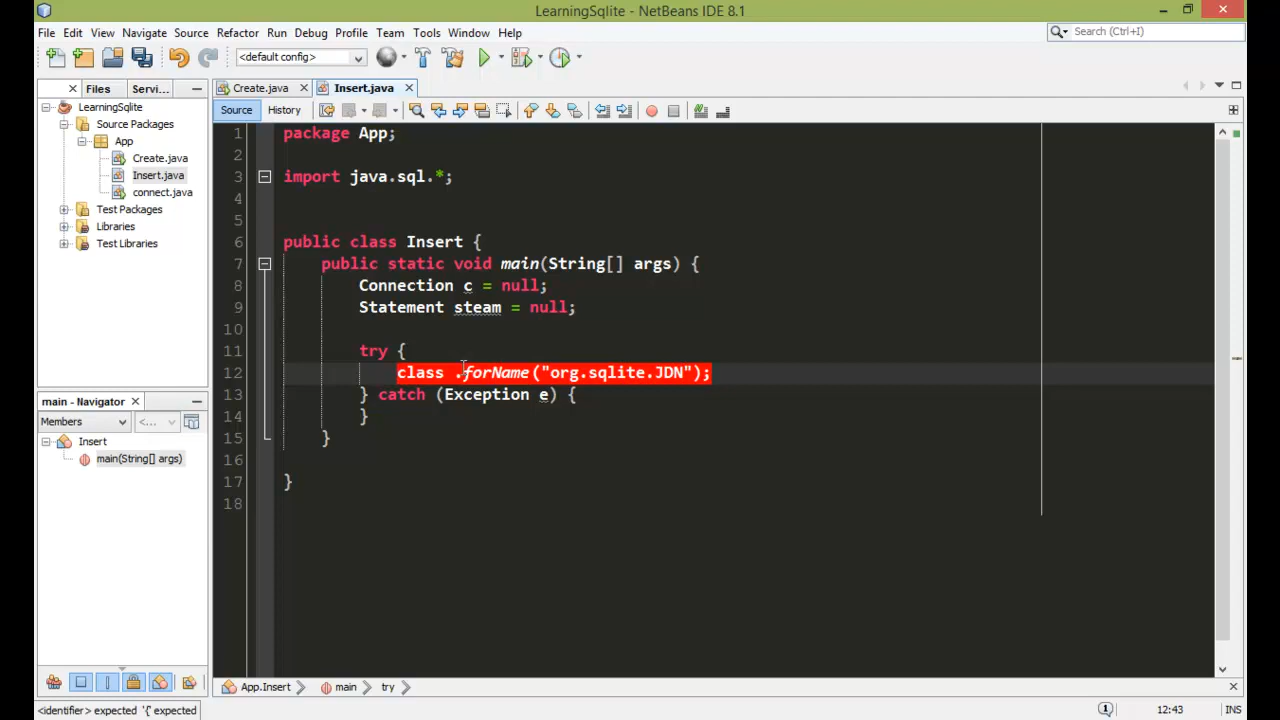 LearningSqlite - NetBeans IDE 8.1
File Edit View Navigate Source Refactor Run Debug Profile Team Tools Window Help
Search (Ctrl+I)
<default config>
Files Servi...
Create.java Insert.java
LearningSqlite
Source History
Source Packages
App
Create.java
Insert.java
connect.java
Test Packages
Libraries
Test Libraries
1 package App;
2
3 import java.sql.*;
4
5
6 public class Insert {
7 public static void main(String[] args) {
8 Connection c = null;
9 Statement steam = null;
10
11 try {
12 class .forName("org.sqlite.JDN");
13 } catch (Exception e) {
14 }
15 }
16
17 }
18
main - Navigator
Members <...
Insert
main(String[] args)
App.Insert main try
<identifier> expected '{' expected
12:43 INS